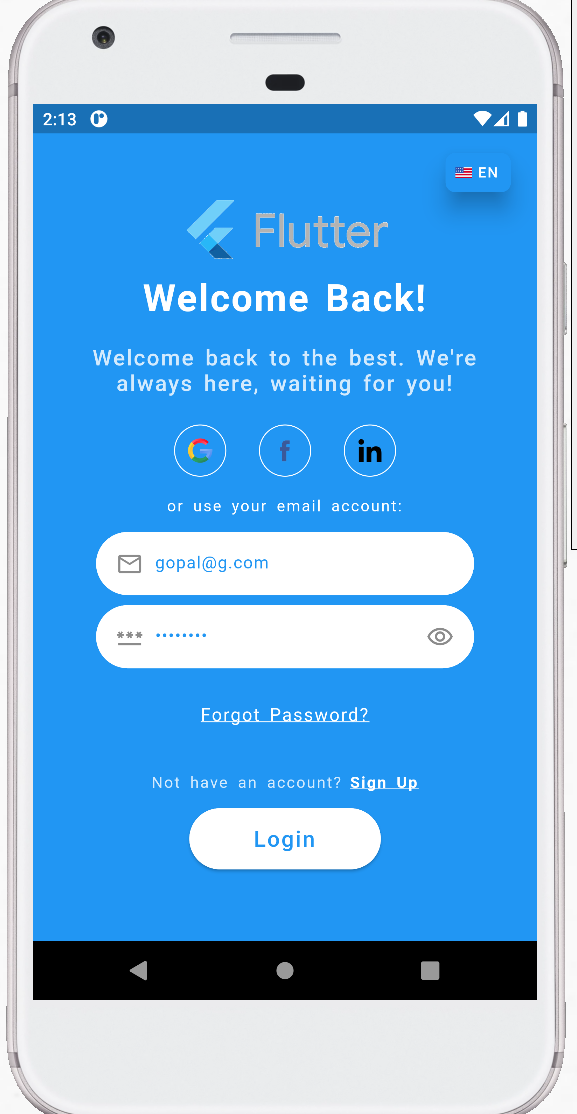 2:13
EN
Flutter
Welcome Back!
Welcome back to the best. We're
always here, waiting for you!
G f in
or use your email account:
gopal@g.com
***
••••••••
Forgot Password?
Not have an account? Sign Up
Login